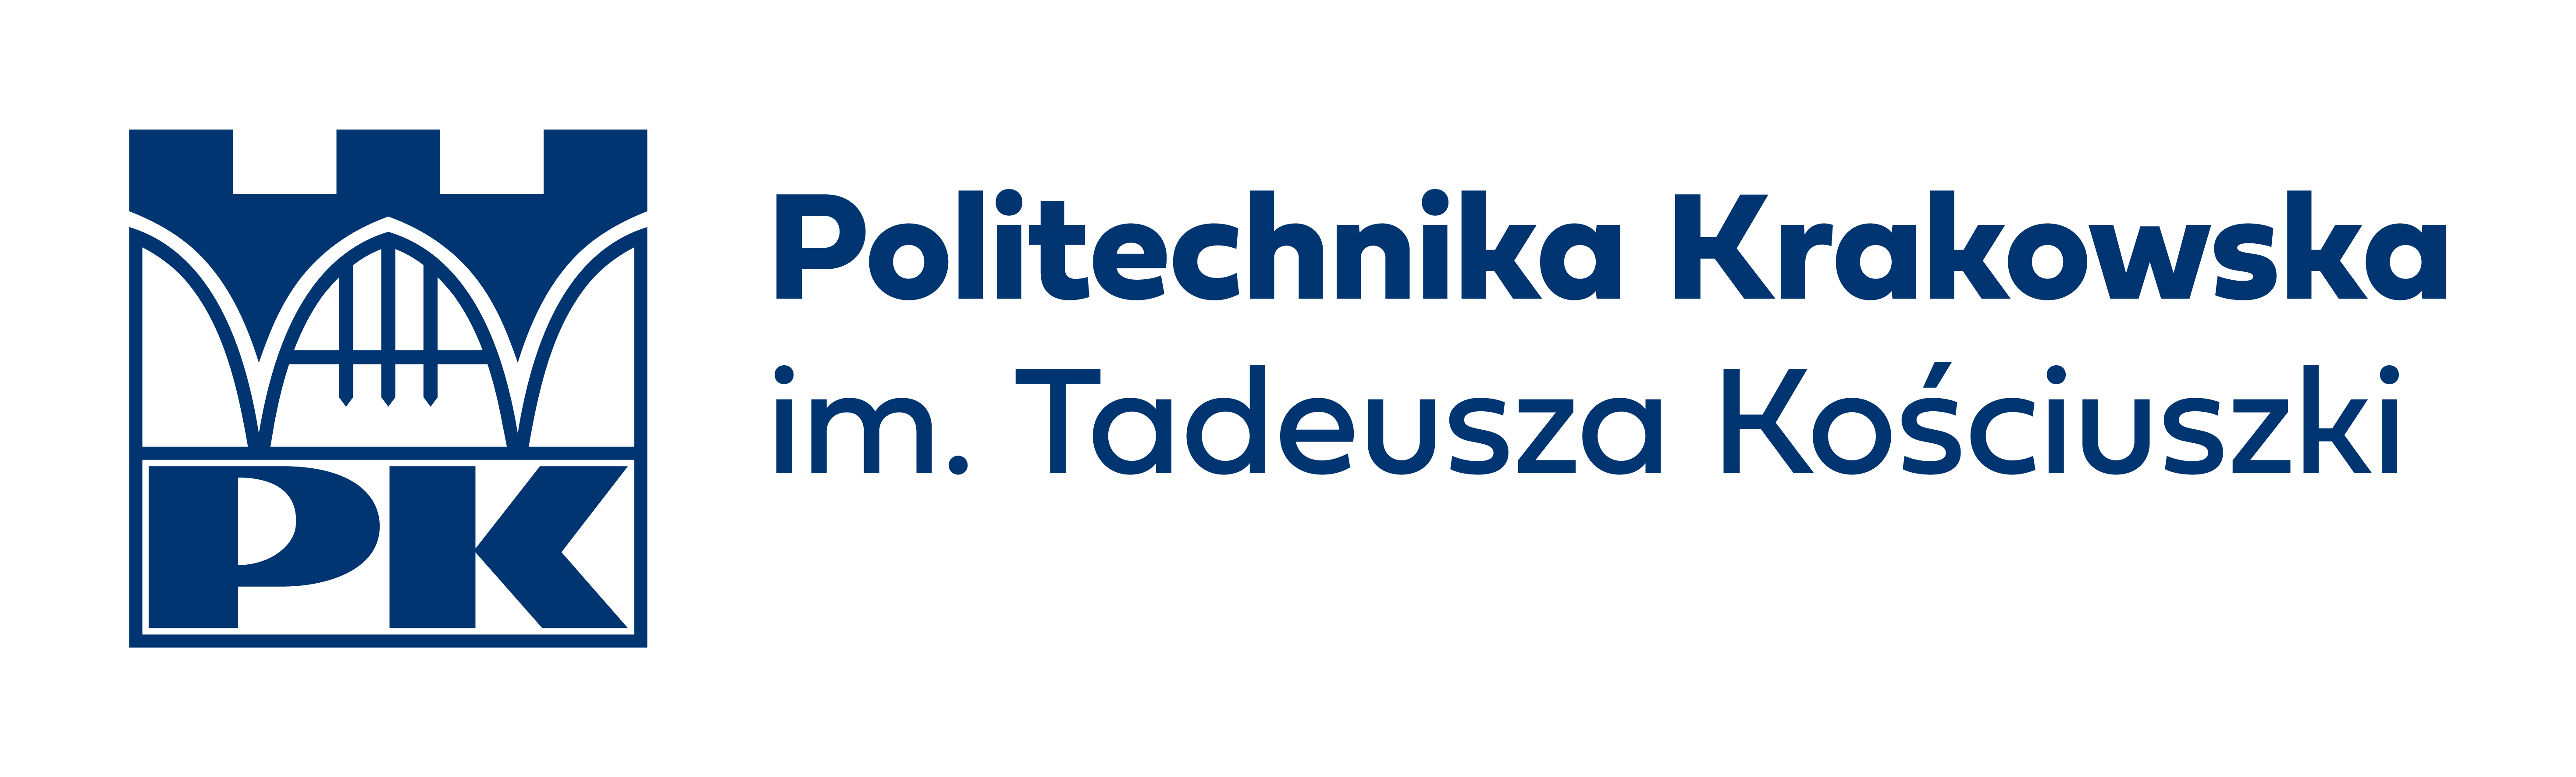 Politechnika Krakowska
im. Tadeusza Kościuszki
PK